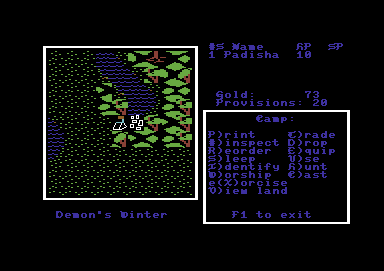 Name HP SP
1 Padisha 10
Gold: 73
Provisions: 20
Camp:
P)rint T)rade
inspect D)rop
R)eorder E)quip
S)leep U)se
I)dentify H)unt
W)orship C)ast
e(X)orcise
V)iew land
F1 to exit
Demon's Winter